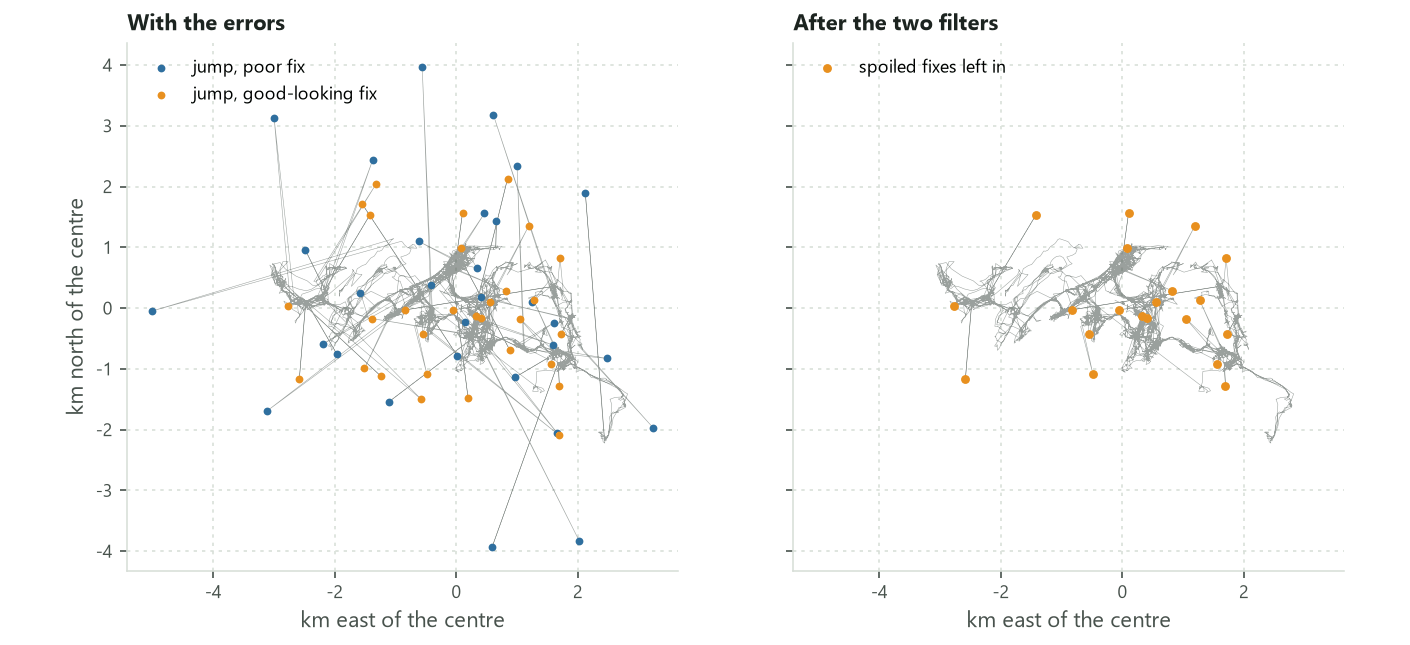 With the errors
jump, poor fix
jump, good-looking fix
4
3
2
1
0
-1
-2
-3
-4
km north of the centre
-4
-2
0
2
km east of the centre
After the two filters
spoiled fixes left in
-4
-2
0
2
km east of the centre